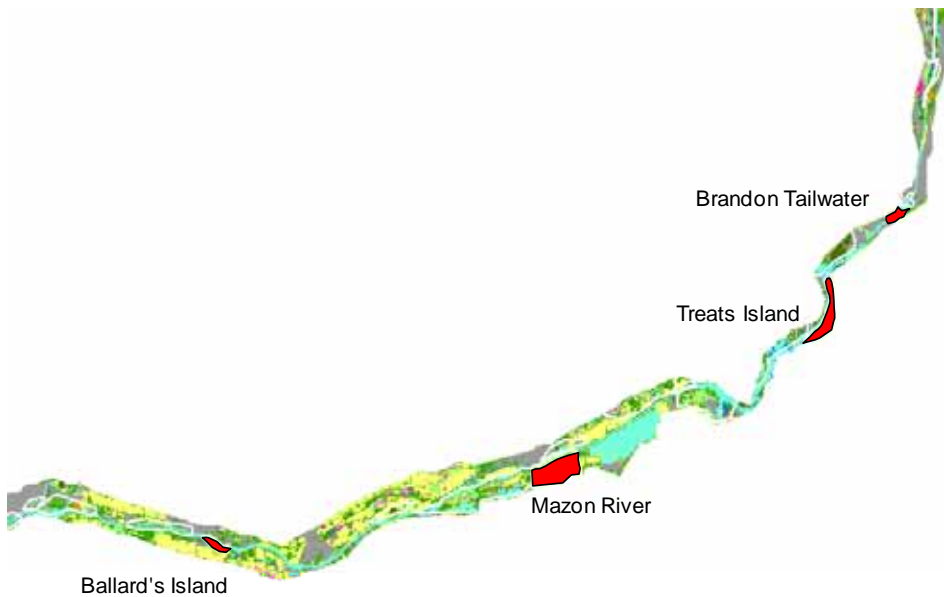 Brandon Tailwater
Treats Island
Mazon River
Ballard's Island